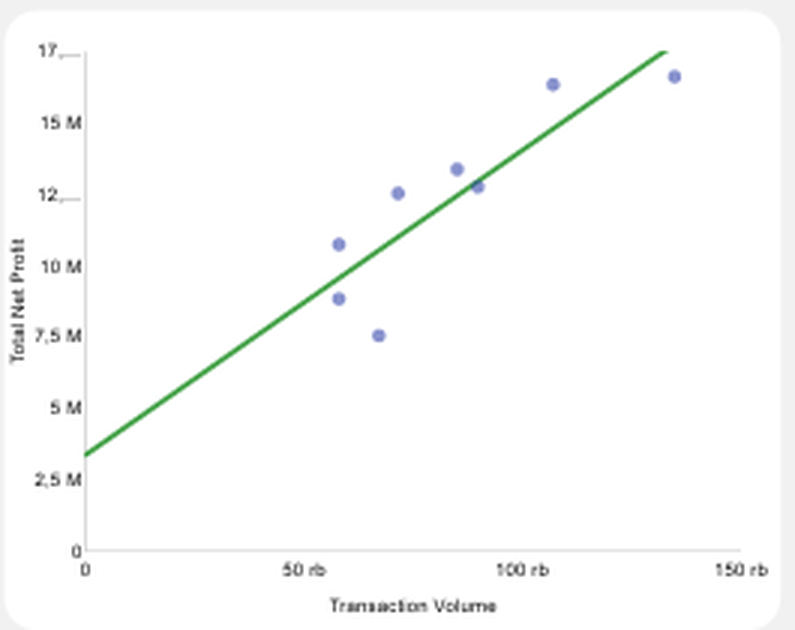 17,...
15 M
12,...
10 M
7,5 M
5 M
2,5 M
0
Total Net Profit
0 50 rb 100 rb 150 rb
Transaction Volume